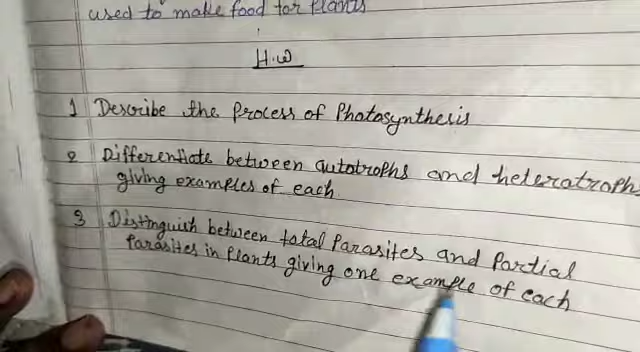 used to make food for plants
H.W
1 Describe the Process of Photosynthesis
2 Differentiate between autotrophs and heterotroph
giving examples of each
3 Distinguish between total Parasites and Partial
Parasites in Plants giving one example of each